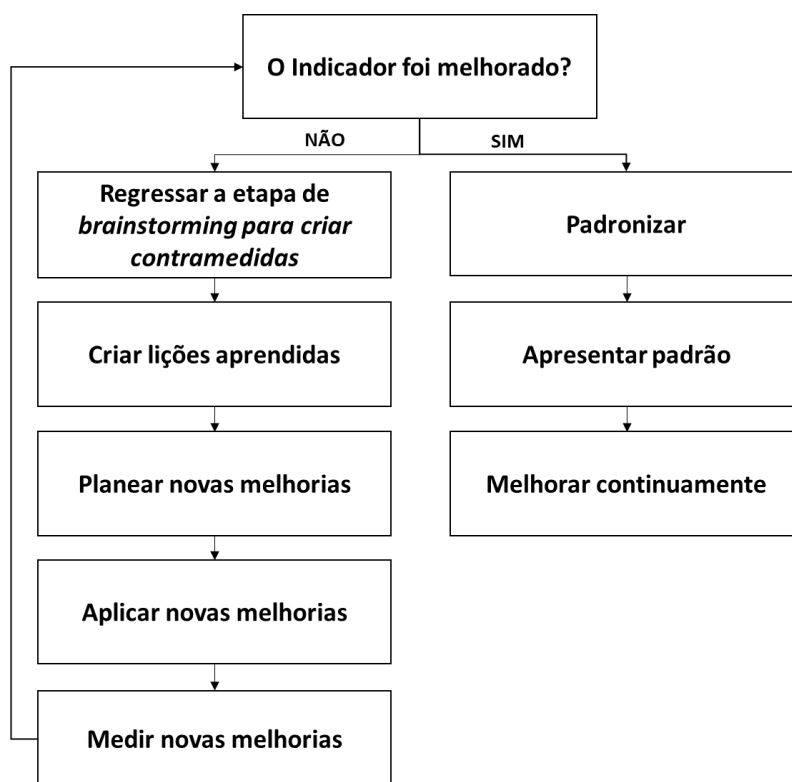 O Indicador foi melhorado?
NÃO
SIM
Regressar a etapa de
brainstorming para criar
contramedidas
Criar lições aprendidas
Planear novas melhorias
Aplicar novas melhorias
Medir novas melhorias
Padronizar
Apresentar padrão
Melhorar continuamente